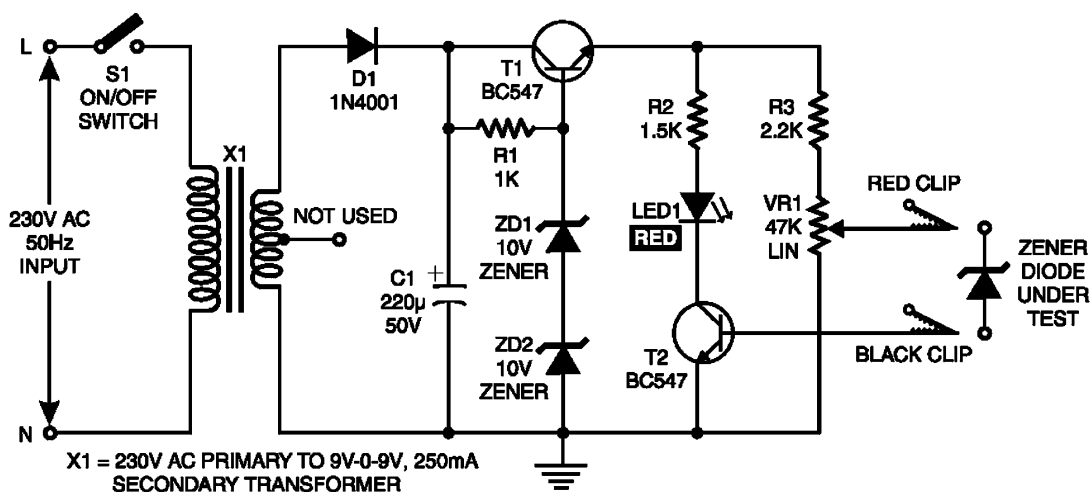 L
S1
ON/OFF
SWITCH
230V AC
50Hz
INPUT
N
X1
NOT USED
D1
1N4001
T1
BC547
R1
1K
C1
+
220µ
50V
ZD1
10V
ZENER
ZD2
10V
ZENER
R2
1.5K
LED1
RED
T2
BC547
R3
2.2K
VR1
47K
LIN
RED CLIP
BLACK CLIP
ZENER
DIODE
UNDER
TEST
X1 = 230V AC PRIMARY TO 9V-0-9V, 250mA
SECONDARY TRANSFORMER